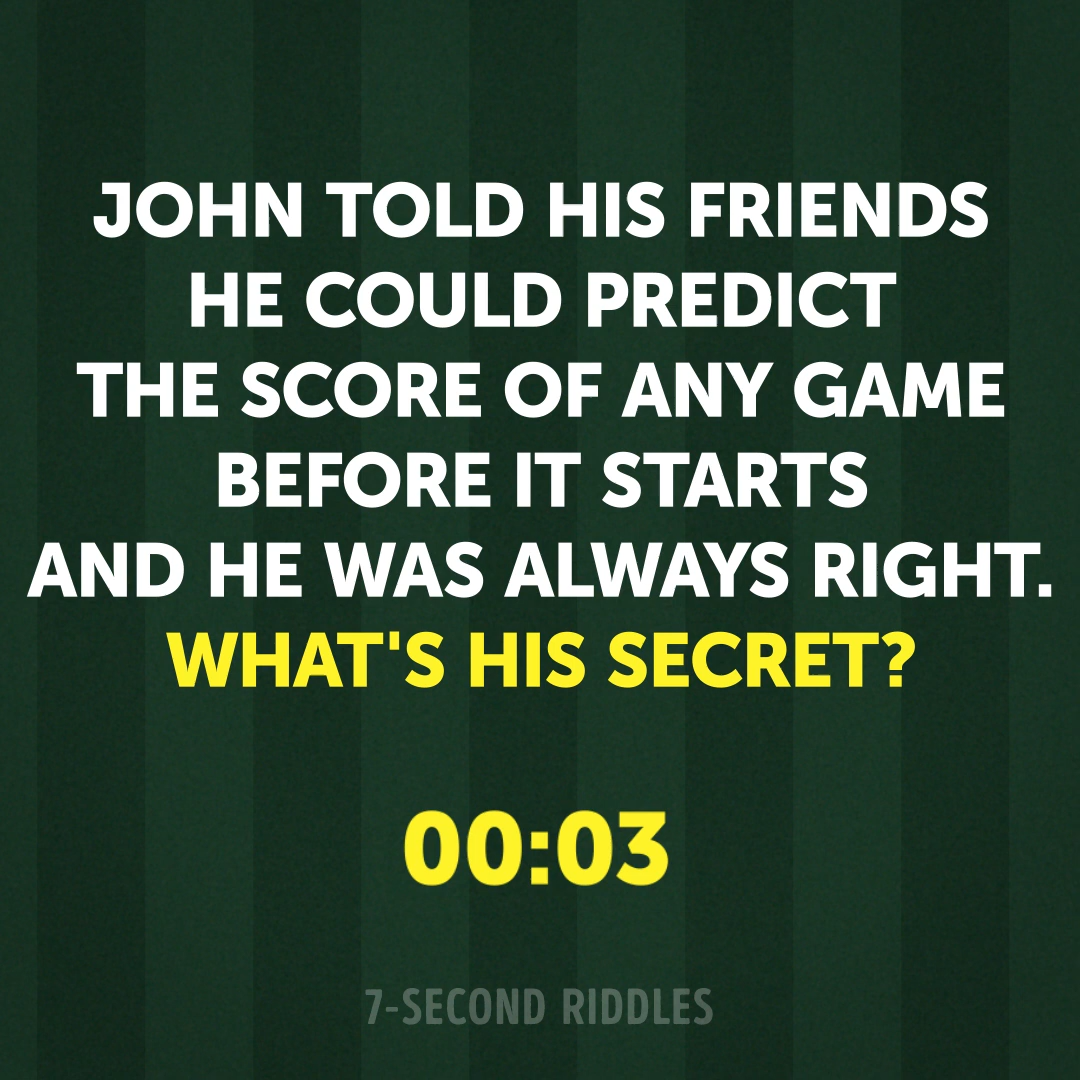 JOHN TOLD HIS FRIENDS
HE COULD PREDICT
THE SCORE OF ANY GAME
BEFORE IT STARTS
AND HE WAS ALWAYS RIGHT.
WHAT'S HIS SECRET?
00:03
7-SECOND RIDDLES